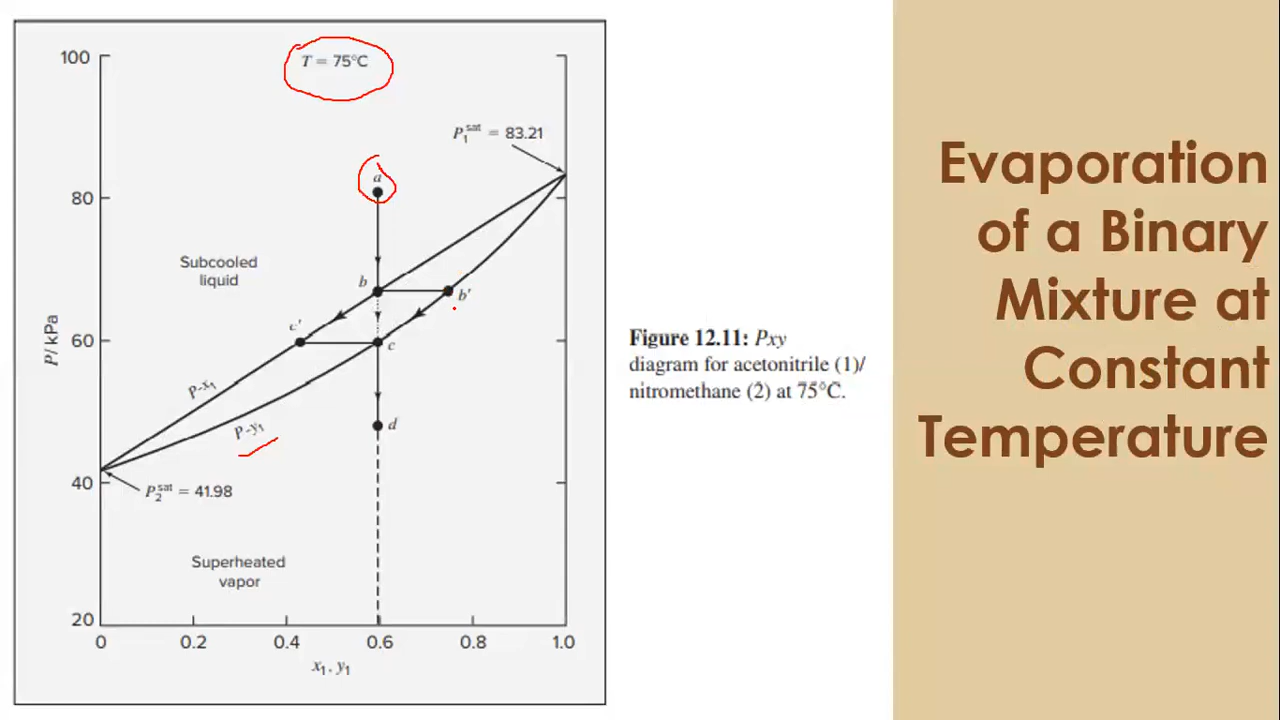 100
T = 75°C
P₁ˢᵃᵗ = 83.21
a
80
Subcooled
liquid
b
b'
c'
60
c
P/kPa
P-x₁
d
P-y₁
40
P₂ˢᵃᵗ = 41.98
Superheated
vapor
20
0 0.2 0.4 0.6 0.8 1.0
x₁, y₁
Figure 12.11: Pxy
diagram for acetonitrile (1)/
nitromethane (2) at 75°C.
Evaporation
of a Binary
Mixture at
Constant
Temperature